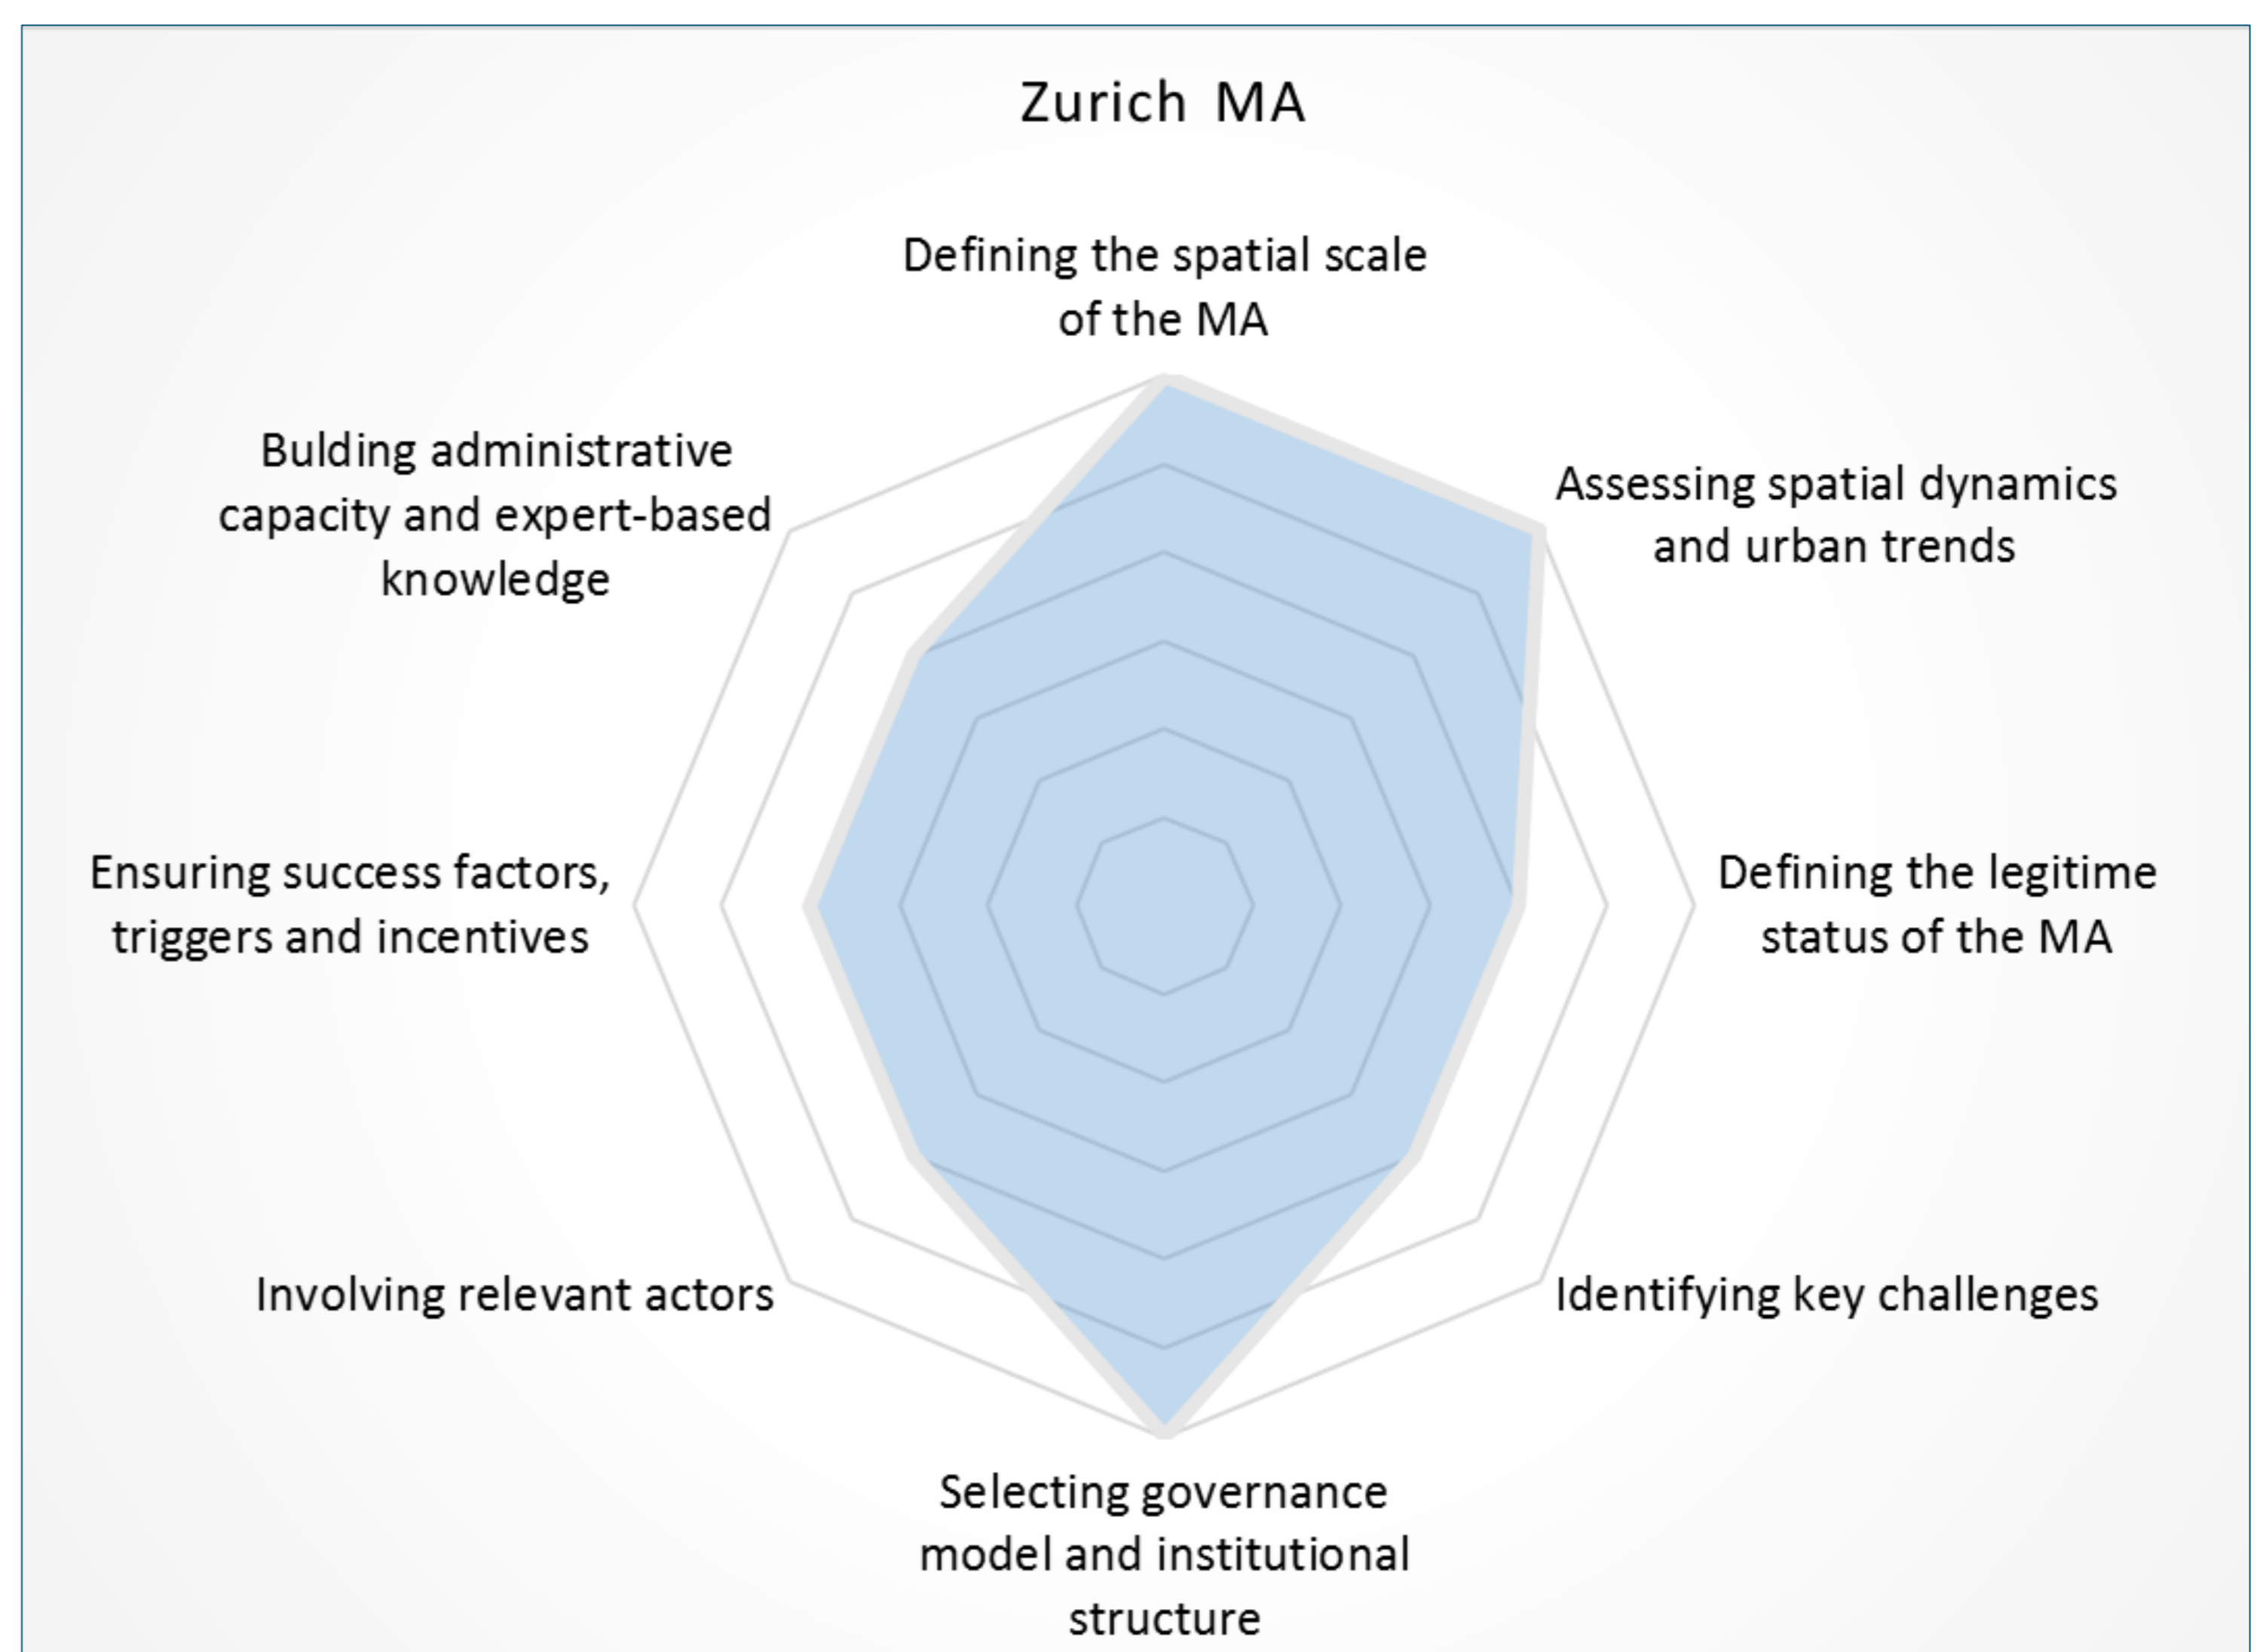 Zurich MA
Defining the spatial scale
of the MA
Assessing spatial dynamics
and urban trends
Defining the legitime
status of the MA
Identifying key challenges
Selecting governance
model and institutional
structure
Involving relevant actors
Ensuring success factors,
triggers and incentives
Bulding administrative
capacity and expert-based
knowledge